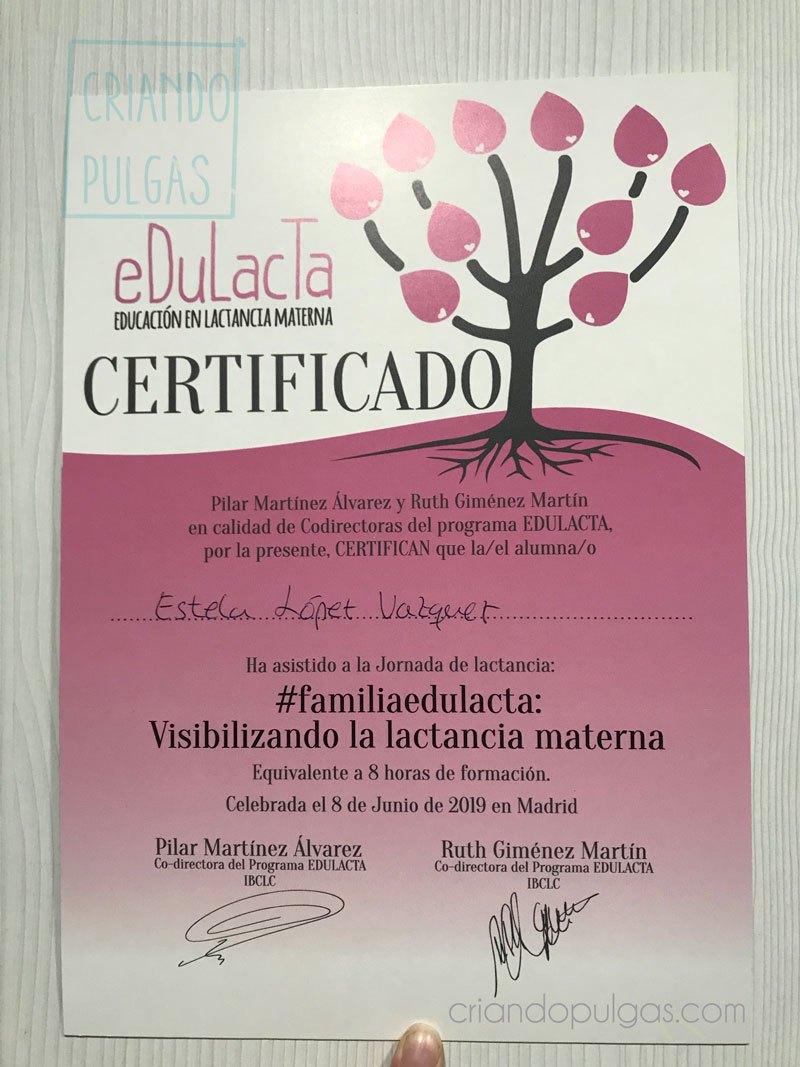 CRIANDO
PULGAS
eDuLacTa
EDUCACIÓN EN LACTANCIA MATERNA
CERTIFICADO
Pilar Martínez Álvarez y Ruth Giménez Martín
en calidad de Codirectoras del programa EDULACTA,
por la presente, CERTIFICAN que la/el alumna/o
Estela López Vazquez
Ha asistido a la Jornada de lactancia:
#familiaedulacta:
Visibilizando la lactancia materna
Equivalente a 8 horas de formación.
Celebrada el 8 de Junio de 2019 en Madrid
Pilar Martínez Álvarez
Co-directora del Programa EDULACTA
IBCLC
Ruth Giménez Martín
Co-directora del Programa EDULACTA
IBCLC
criandopulgas.com